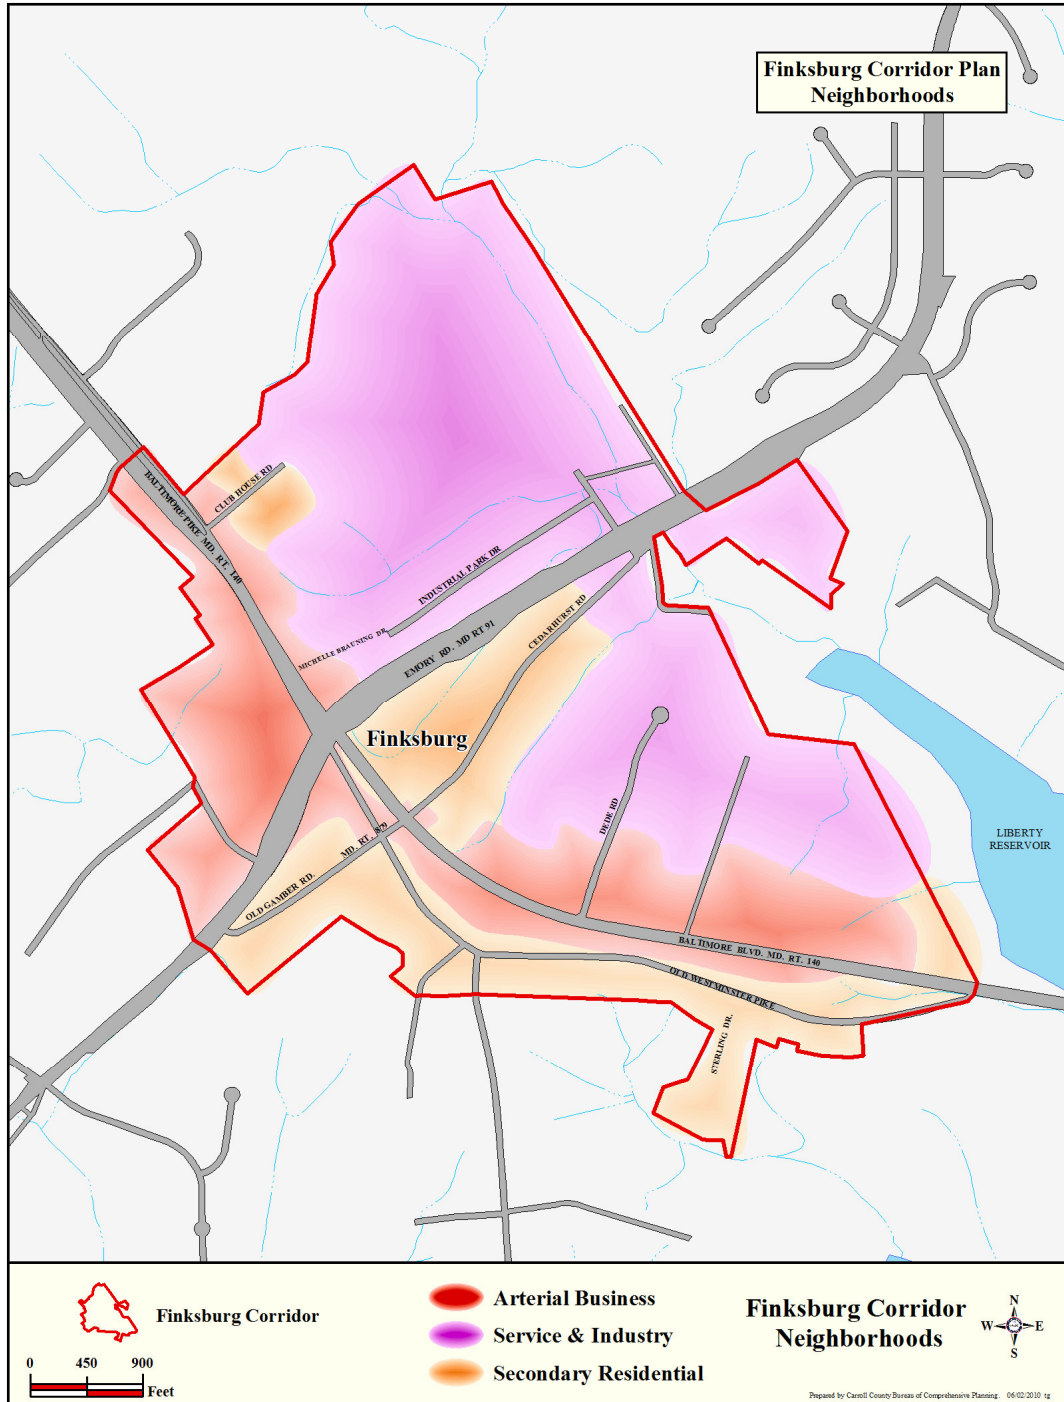 Finksburg Corridor Plan
Neighborhoods
BALTIMORE PIKE MD. RT. 140
CLUB HOUSE RD
INDUSTRIAL PARK DR
MICHELLE BRAUNING DR.
EMORY RD. MD RT 91
CEDARHURST RD
Finksburg
DEDE RD
LIBERTY
RESERVOIR
MD. RT. 879
OLD GAMBER RD.
BALTIMORE BLVD. MD. RT. 140
OLD WESTMINSTER PIKE
STERLING DR.
Finksburg Corridor
0 450 900
Feet
Arterial Business
Service & Industry
Secondary Residential
Finksburg Corridor
Neighborhoods
N
W E
S
Prepared by Carroll County Bureau of Comprehensive Planning. 06/02/2010 tg